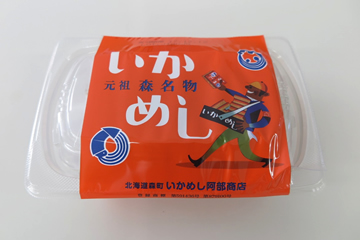 いか
元祖 森名物
めし
いかめし
北海道森町 いかめし阿部商店